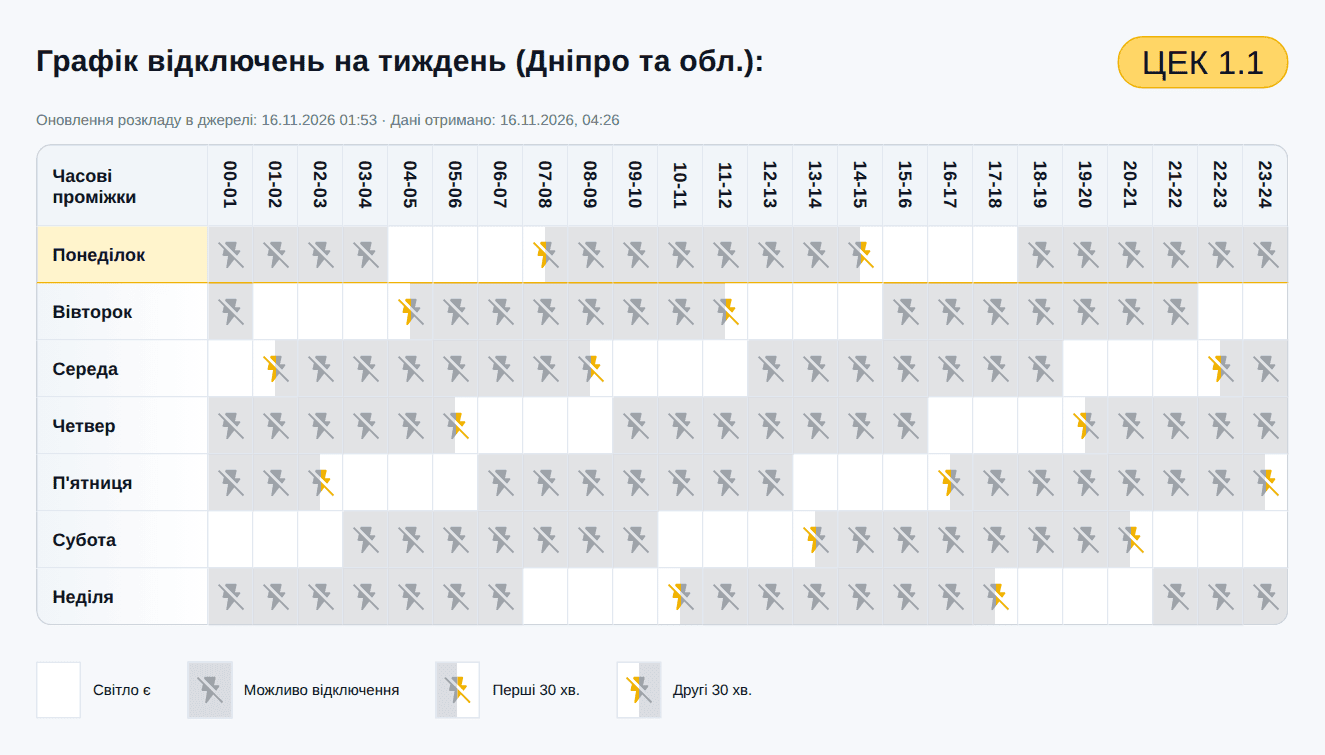 Графік відключень на тиждень (Дніпро та обл.):
ЦЕК 1.1
Оновлення розкладу в джерелі: 16.11.2026 01:53 · Дані отримано: 16.11.2026, 04:26
Часові
проміжки
00-01 01-02 02-03 03-04 04-05 05-06 06-07 07-08 08-09 09-10 10-11 11-12 12-13 13-14 14-15 15-16 16-17 17-18 18-19 19-20 20-21 21-22 22-23 23-24
Понеділок
Вівторок
Середа
Четвер
П'ятниця
Субота
Неділя
Світло є
Можливо відключення
Перші 30 хв.
Другі 30 хв.